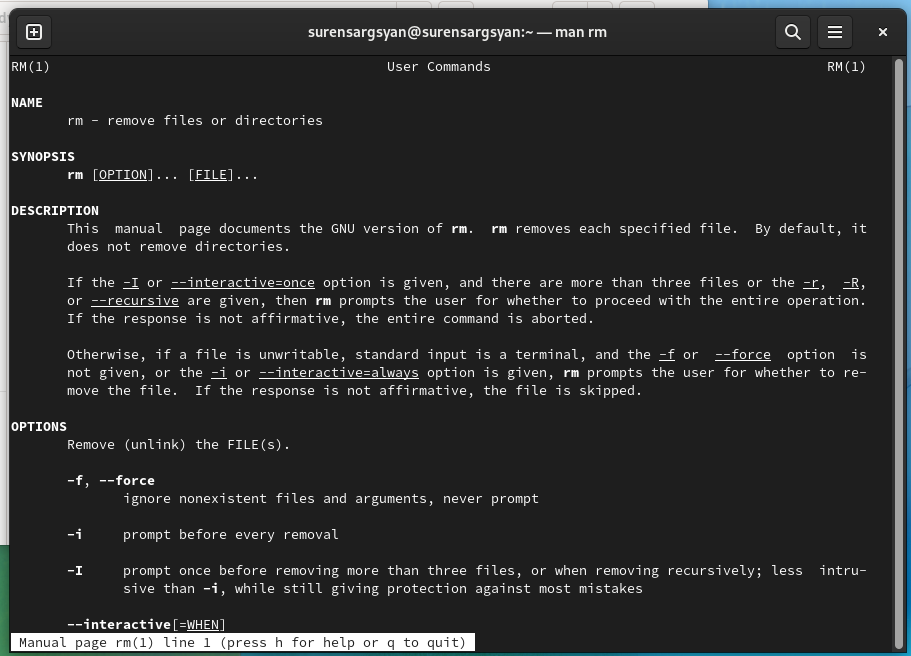 surensargsyan@surensargsyan:~ — man rm
RM(1) User Commands RM(1)
NAME
rm - remove files or directories
SYNOPSIS
rm [OPTION]... [FILE]...
DESCRIPTION
This manual page documents the GNU version of rm. rm removes each specified file. By default, it
does not remove directories.
If the -I or --interactive=once option is given, and there are more than three files or the -r, -R,
or --recursive are given, then rm prompts the user for whether to proceed with the entire operation.
If the response is not affirmative, the entire command is aborted.
Otherwise, if a file is unwritable, standard input is a terminal, and the -f or --force option is
not given, or the -i or --interactive=always option is given, rm prompts the user for whether to re‐
move the file. If the response is not affirmative, the file is skipped.
OPTIONS
Remove (unlink) the FILE(s).
-f, --force
ignore nonexistent files and arguments, never prompt
-i prompt before every removal
-I prompt once before removing more than three files, or when removing recursively; less intru‐
sive than -i, while still giving protection against most mistakes
--interactive[=WHEN]
Manual page rm(1) line 1 (press h for help or q to quit)